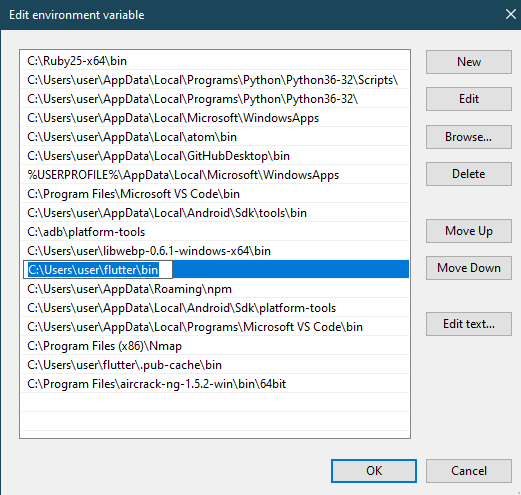 Edit environment variable
C:\Ruby25-x64\bin
C:\Users\user\AppData\Local\Programs\Python\Python36-32\Scripts\
C:\Users\user\AppData\Local\Programs\Python\Python36-32\
C:\Users\user\AppData\Local\Microsoft\WindowsApps
C:\Users\user\AppData\Local\atom\bin
C:\Users\user\AppData\Local\GitHubDesktop\bin
%USERPROFILE%\AppData\Local\Microsoft\WindowsApps
C:\Program Files\Microsoft VS Code\bin
C:\Users\user\AppData\Local\Android\Sdk\tools\bin
C:\adb\platform-tools
C:\Users\user\libwebp-0.6.1-windows-x64\bin
C:\Users\user\flutter\bin
C:\Users\user\AppData\Roaming\npm
C:\Users\user\AppData\Local\Android\Sdk\platform-tools
C:\Users\user\AppData\Local\Programs\Microsoft VS Code\bin
C:\Program Files (x86)\Nmap
C:\Users\user\flutter\.pub-cache\bin
C:\Program Files\aircrack-ng-1.5.2-win\bin\64bit
New
Edit
Browse...
Delete
Move Up
Move Down
Edit text...
OK
Cancel